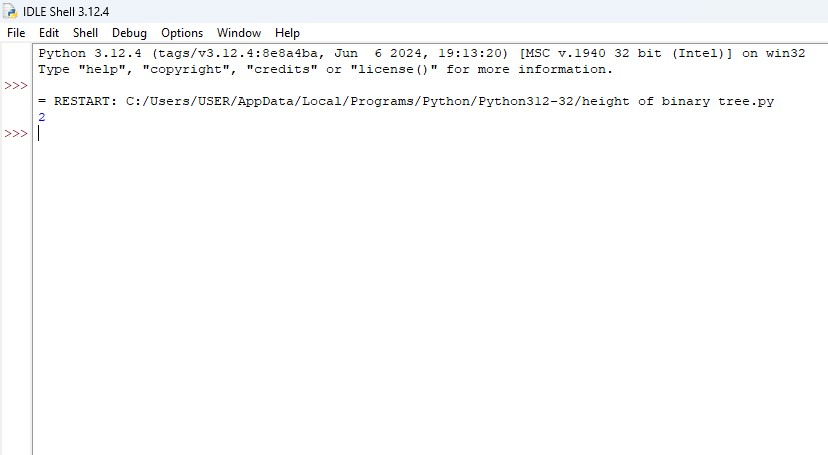 IDLE Shell 3.12.4
File Edit Shell Debug Options Window Help
Python 3.12.4 (tags/v3.12.4:8e8a4ba, Jun  6 2024, 19:13:20) [MSC v.1940 32 bit (Intel)] on win32
Type "help", "copyright", "credits" or "license()" for more information.
>>>
= RESTART: C:/Users/USER/AppData/Local/Programs/Python/Python312-32/height of binary tree.py
2
>>>